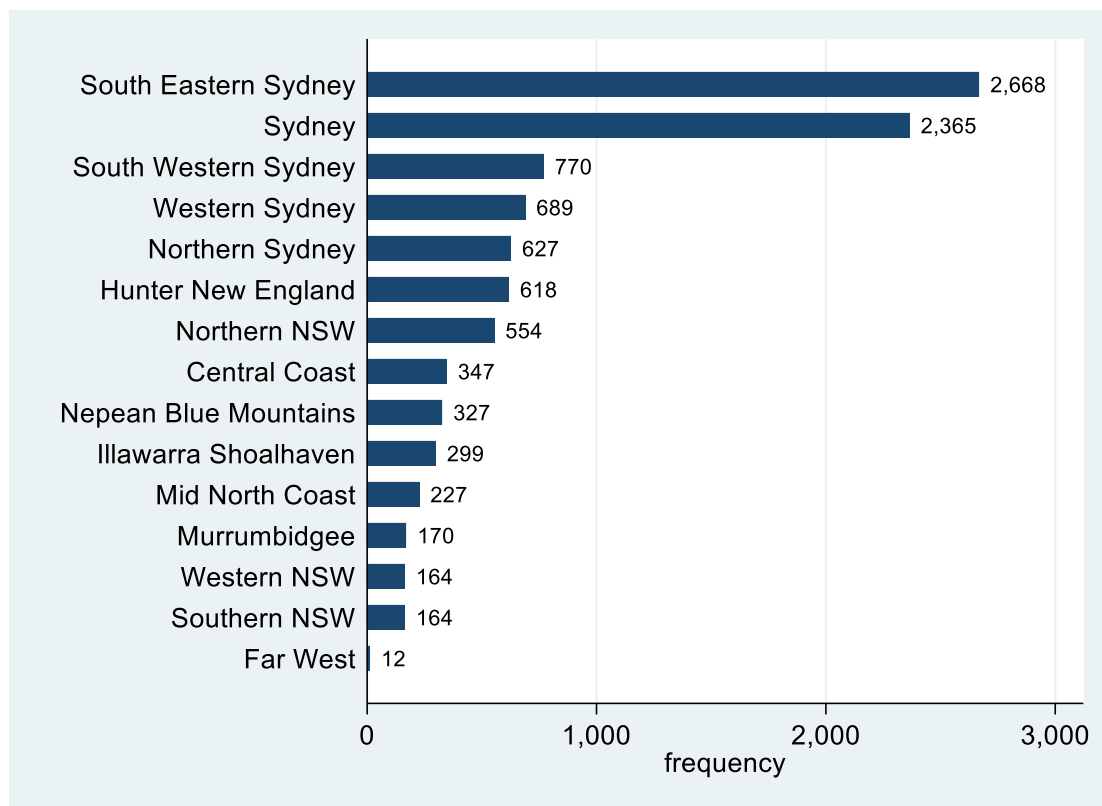 South Eastern Sydney 2,668
Sydney 2,365
South Western Sydney 770
Western Sydney 689
Northern Sydney 627
Hunter New England 618
Northern NSW 554
Central Coast 347
Nepean Blue Mountains 327
Illawarra Shoalhaven 299
Mid North Coast 227
Murrumbidgee 170
Western NSW 164
Southern NSW 164
Far West 12
0 1,000 2,000 3,000
frequency